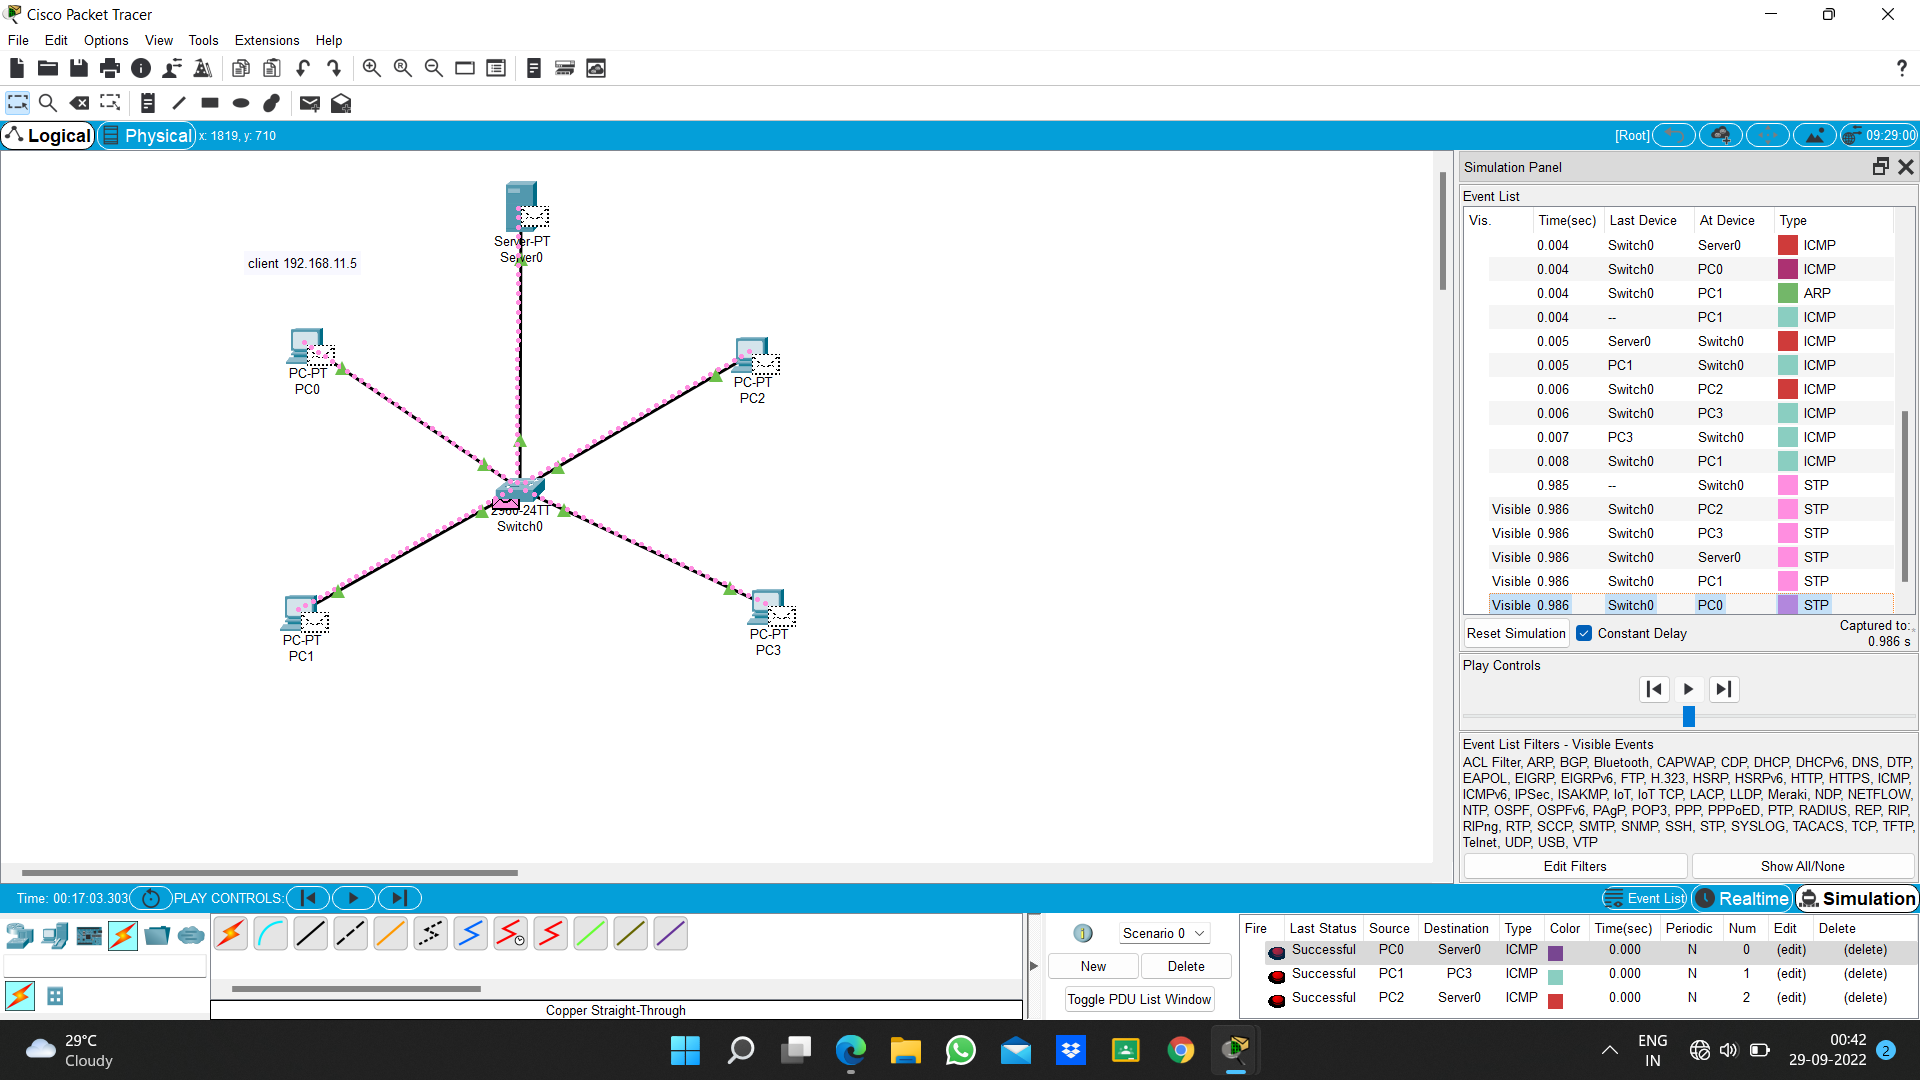 Cisco Packet Tracer
File Edit Options View Tools Extensions Help
Logical Physical x: 1819, y: 710
[Root] 09:29:00
Server-PT
Server0
client 192.168.11.5
PC-PT
PC0
PC-PT
PC2
2960-24TT
Switch0
PC-PT
PC1
PC-PT
PC3
Simulation Panel
Event List
Vis. Time(sec) Last Device At Device Type
0.004 Switch0 Server0 ICMP
0.004 Switch0 PC0 ICMP
0.004 Switch0 PC1 ARP
0.004 -- PC1 ICMP
0.005 Server0 Switch0 ICMP
0.005 PC1 Switch0 ICMP
0.006 Switch0 PC2 ICMP
0.006 Switch0 PC3 ICMP
0.007 PC3 Switch0 ICMP
0.008 Switch0 PC1 ICMP
0.985 -- Switch0 STP
Visible 0.986 Switch0 PC2 STP
Visible 0.986 Switch0 PC3 STP
Visible 0.986 Switch0 Server0 STP
Visible 0.986 Switch0 PC1 STP
Visible 0.986 Switch0 PC0 STP
Reset Simulation Constant Delay Captured to:*
0.986 s
Play Controls
Event List Filters - Visible Events
ACL Filter, ARP, BGP, Bluetooth, CAPWAP, CDP, DHCP, DHCPv6, DNS, DTP,
EAPOL, EIGRP, EIGRPv6, FTP, H.323, HSRP, HSRPv6, HTTP, HTTPS, ICMP,
ICMPv6, IPSec, ISAKMP, IoT, IoT TCP, LACP, LLDP, Meraki, NDP, NETFLOW,
NTP, OSPF, OSPFv6, PAgP, POP3, PPP, PPPoED, PTP, RADIUS, REP, RIP,
RIPng, RTP, SCCP, SMTP, SNMP, SSH, STP, SYSLOG, TACACS, TCP, TFTP,
Telnet, UDP, USB, VTP
Edit Filters Show All/None
Time: 00:17:03.303 PLAY CONTROLS: Event List Realtime Simulation
Scenario 0
New Delete
Toggle PDU List Window
Fire Last Status Source Destination Type Color Time(sec) Periodic Num Edit Delete
Successful PC0 Server0 ICMP 0.000 N 0 (edit) (delete)
Successful PC1 PC3 ICMP 0.000 N 1 (edit) (delete)
Successful PC2 Server0 ICMP 0.000 N 2 (edit) (delete)
Copper Straight-Through
29°C
Cloudy
ENG
IN
00:42
29-09-2022
2